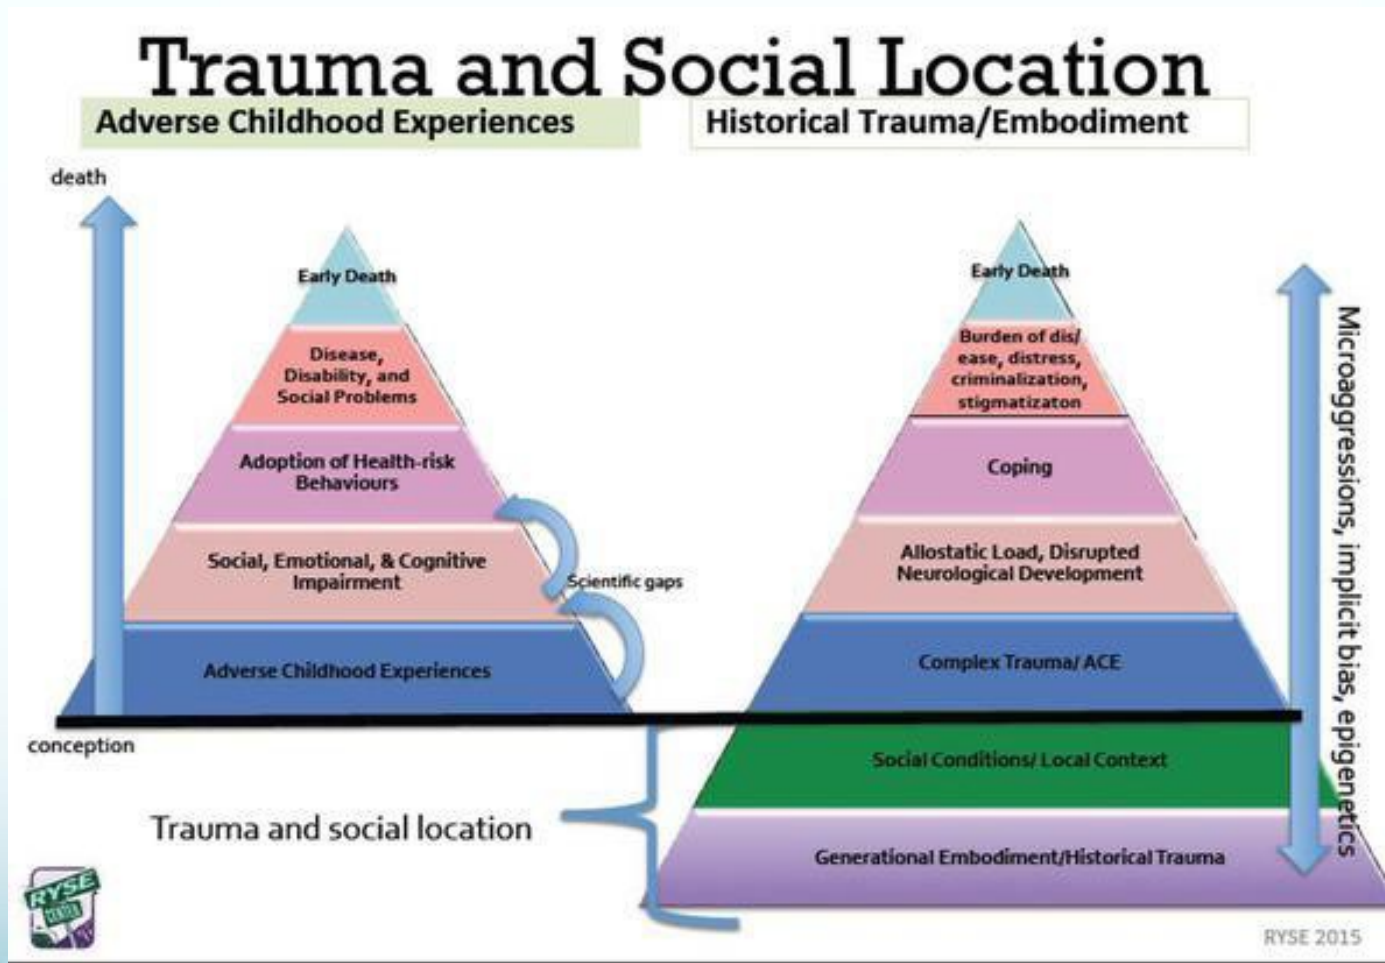 Trauma and Social Location
Adverse Childhood Experiences
Historical Trauma/Embodiment
death
Early Death
Disease,
Disability, and
Social Problems
Adoption of Health-risk
Behaviours
Social, Emotional, & Cognitive
Impairment
Scientific gaps
Adverse Childhood Experiences
conception
Trauma and social location
Early Death
Burden of dis/
ease, distress,
criminalization,
stigmatizaton
Coping
Allostatic Load, Disrupted
Neurological Development
Complex Trauma/ ACE
Social Conditions/ Local Context
Generational Embodiment/Historical Trauma
Microaggressions, implicit bias, epigenetics
RYSE
CENTER
RYSE 2015